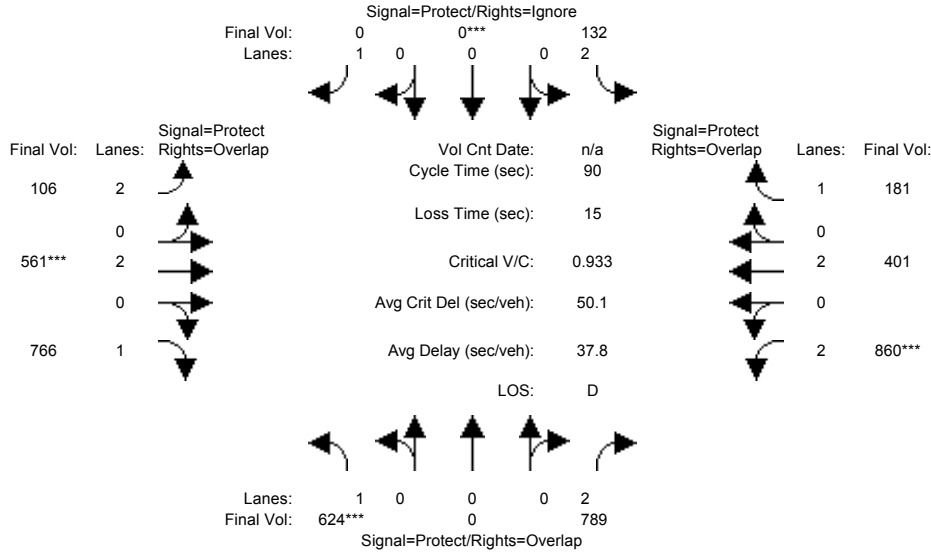 Signal=Protect/Rights=Ignore
Final Vol: 0 0*** 132
Lanes: 1 0 0 0 2
Signal=Protect Signal=Protect
Final Vol: Lanes: Rights=Overlap Vol Cnt Date: n/a Rights=Overlap Lanes: Final Vol:
Cycle Time (sec): 90
106 2 1 181
Loss Time (sec): 15
0 0
561*** 2 Critical V/C: 0.933 2 401
0 Avg Crit Del (sec/veh): 50.1 0
766 1 Avg Delay (sec/veh): 37.8 2 860***
LOS: D
Lanes: 1 0 0 0 2
Final Vol: 624*** 0 789
Signal=Protect/Rights=Overlap